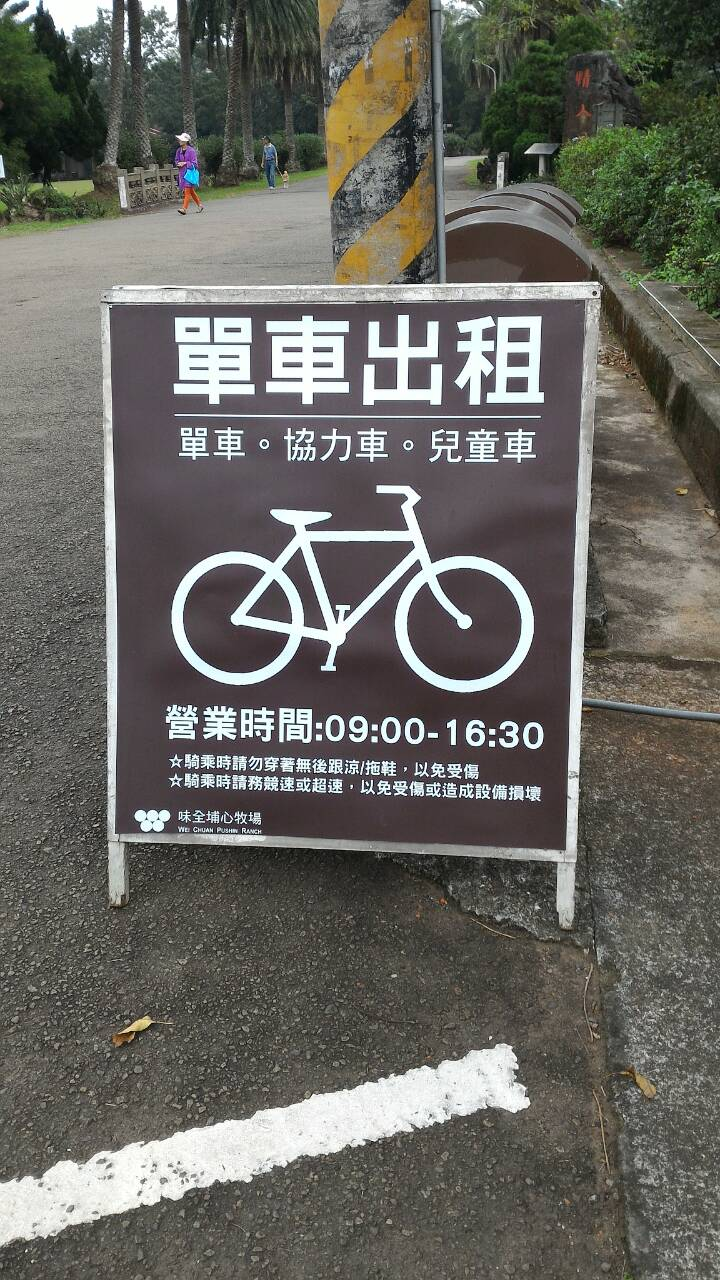 單車出租
單車。協力車。兒童車
營業時間:09:00-16:30
☆騎乘時請勿穿著無後跟涼/拖鞋，以免受傷
☆騎乘時請務競速或超速，以免受傷或造成設備損壞
味全埔心牧場
WEI CHUAN PUSHIN RANCH